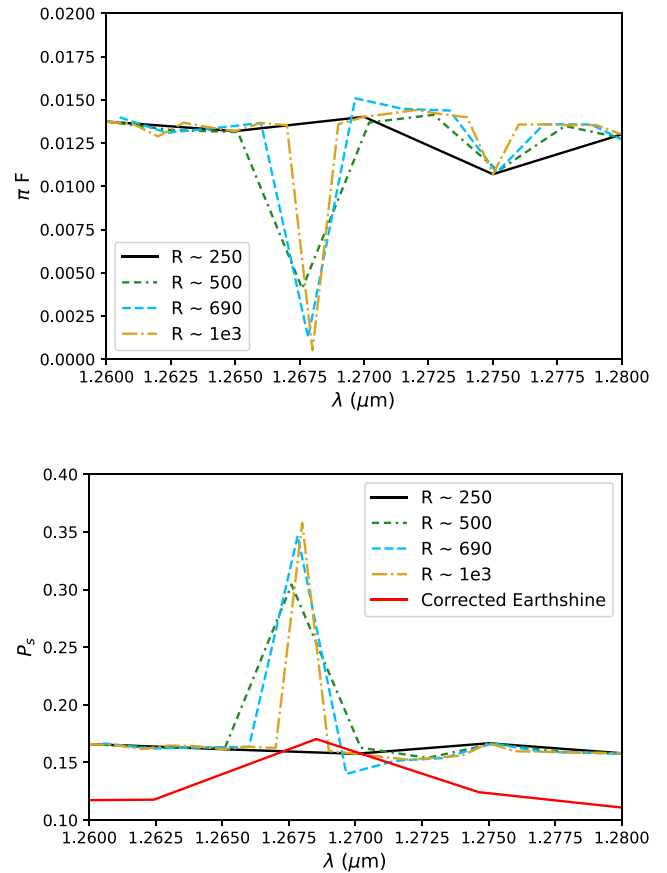 0.0200
0.0175
0.0150
0.0125
0.0100
0.0075
0.0050
0.0025
0.0000
π F
R ~ 250
R ~ 500
R ~ 690
R ~ 1e3
1.2600 1.2625 1.2650 1.2675 1.2700 1.2725 1.2750 1.2775 1.2800
λ (μm)
0.40
0.35
0.30
0.25
0.20
0.15
0.10
Pₛ
R ~ 250
R ~ 500
R ~ 690
R ~ 1e3
Corrected Earthshine
1.2600 1.2625 1.2650 1.2675 1.2700 1.2725 1.2750 1.2775 1.2800
λ (μm)